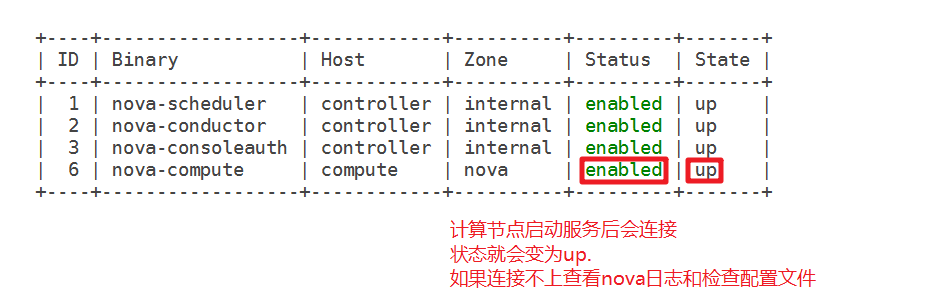 +----+------------------+------------+----------+---------+-------+
| ID | Binary           | Host       | Zone     | Status  | State |
+----+------------------+------------+----------+---------+-------+
|  1 | nova-scheduler   | controller | internal | enabled | up    |
|  2 | nova-conductor   | controller | internal | enabled | up    |
|  3 | nova-consoleauth | controller | internal | enabled | up    |
|  6 | nova-compute     | compute    | nova     | enabled | up    |
+----+------------------+------------+----------+---------+-------+
计算节点启动服务后会连接
状态就会变为up.
如果连接不上查看nova日志和检查配置文件